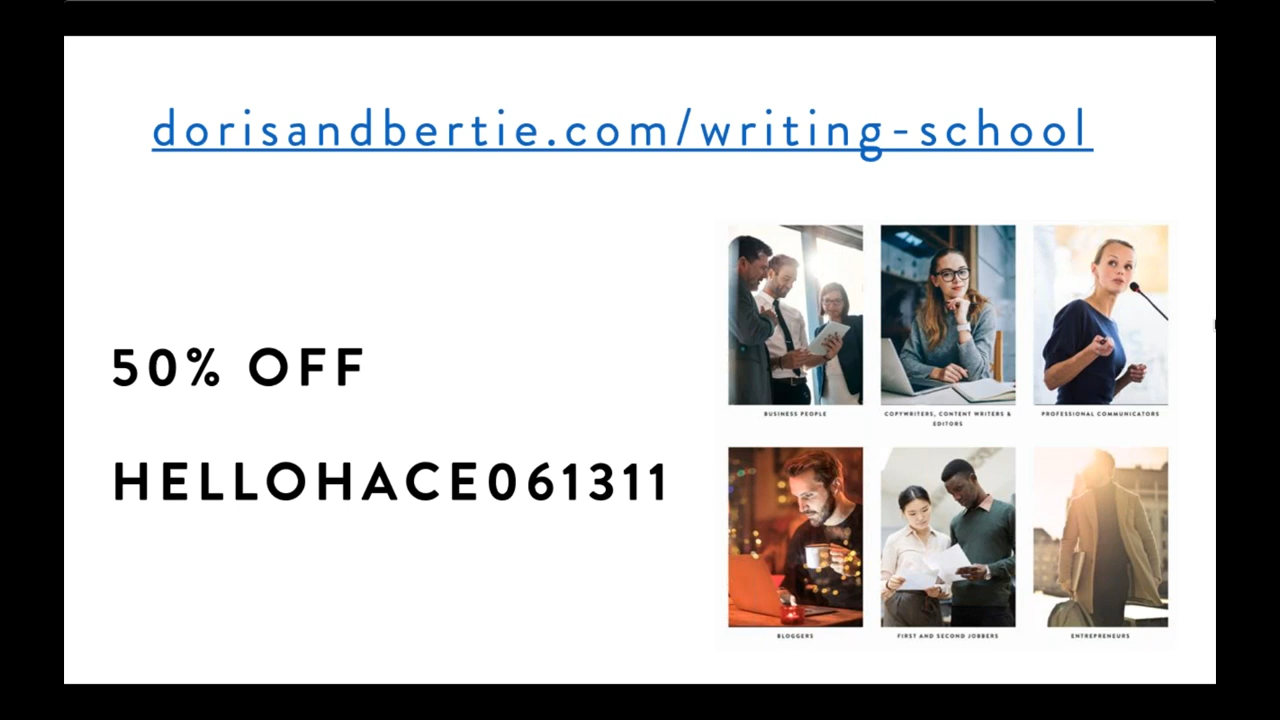 dorisandbertie.com/writing-school
50% OFF
HELLOHACE061311
BUSINESS PEOPLE
COPYWRITERS, CONTENT WRITERS &
EDITORS
PROFESSIONAL COMMUNICATORS
BLOGGERS
FIRST AND SECOND JOBBERS
ENTREPRENEURS